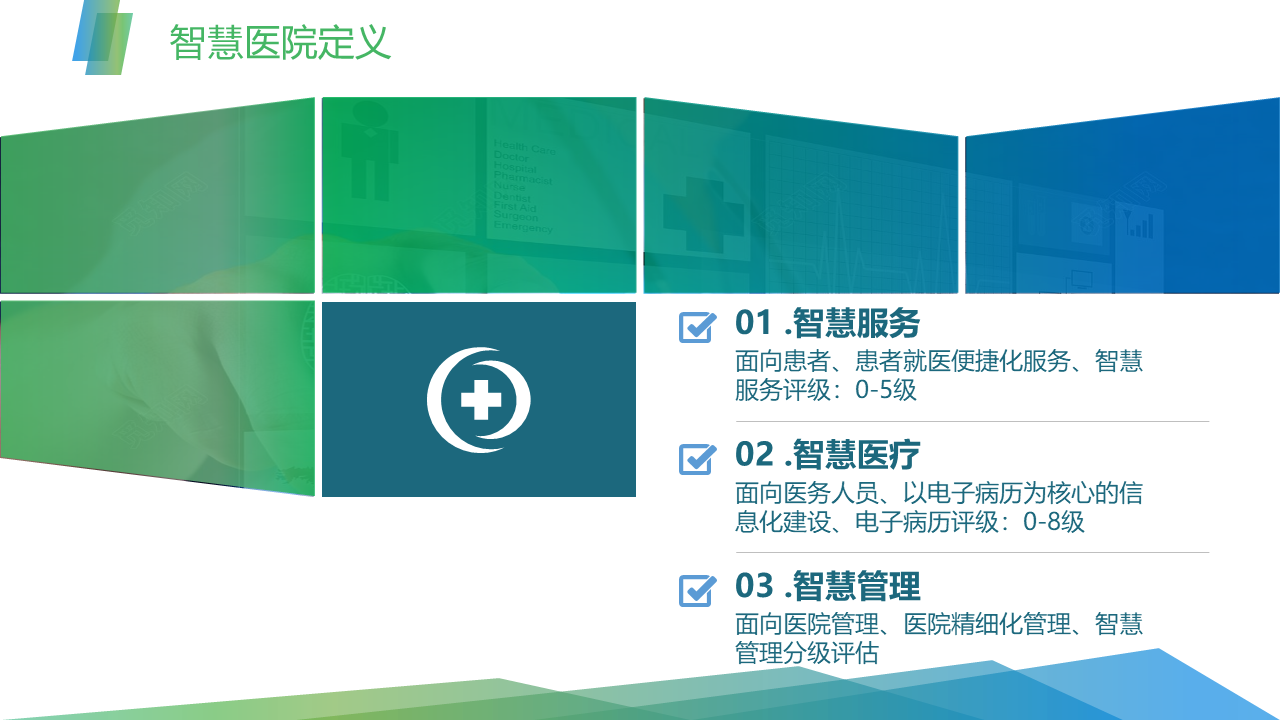 智慧医院定义
Health Care
Doctor
Hospital
Pharmacist
Nurse
Dentist
First Aid
Surgeon
Emergency
01 .智慧服务
面向患者、患者就医便捷化服务、智慧
服务评级：0-5级
02 .智慧医疗
面向医务人员、以电子病历为核心的信
息化建设、电子病历评级：0-8级
03 .智慧管理
面向医院管理、医院精细化管理、智慧
管理分级评估